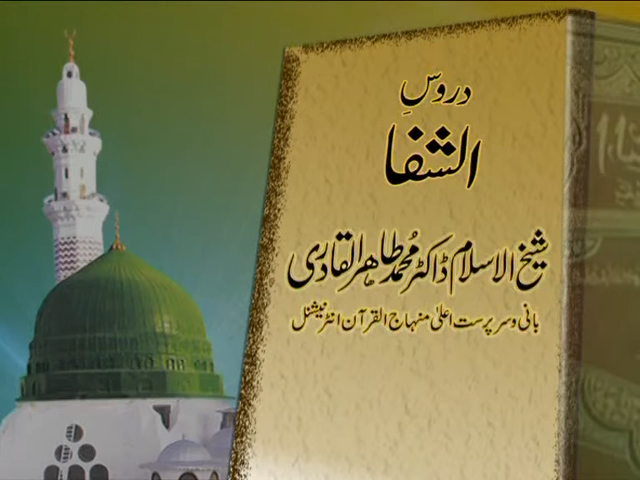 دروسِ
الشفا
شیخ الاسلام ڈاکٹر محمد طاہر القادری
بانی و سرپرست اعلیٰ منہاج القرآن انٹرنیشنل